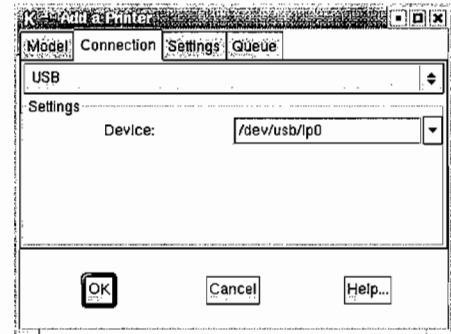 K Add a Printer
Model Connection Settings Queue
USB
Settings
Device: /dev/usb/lp0
OK Cancel Help...